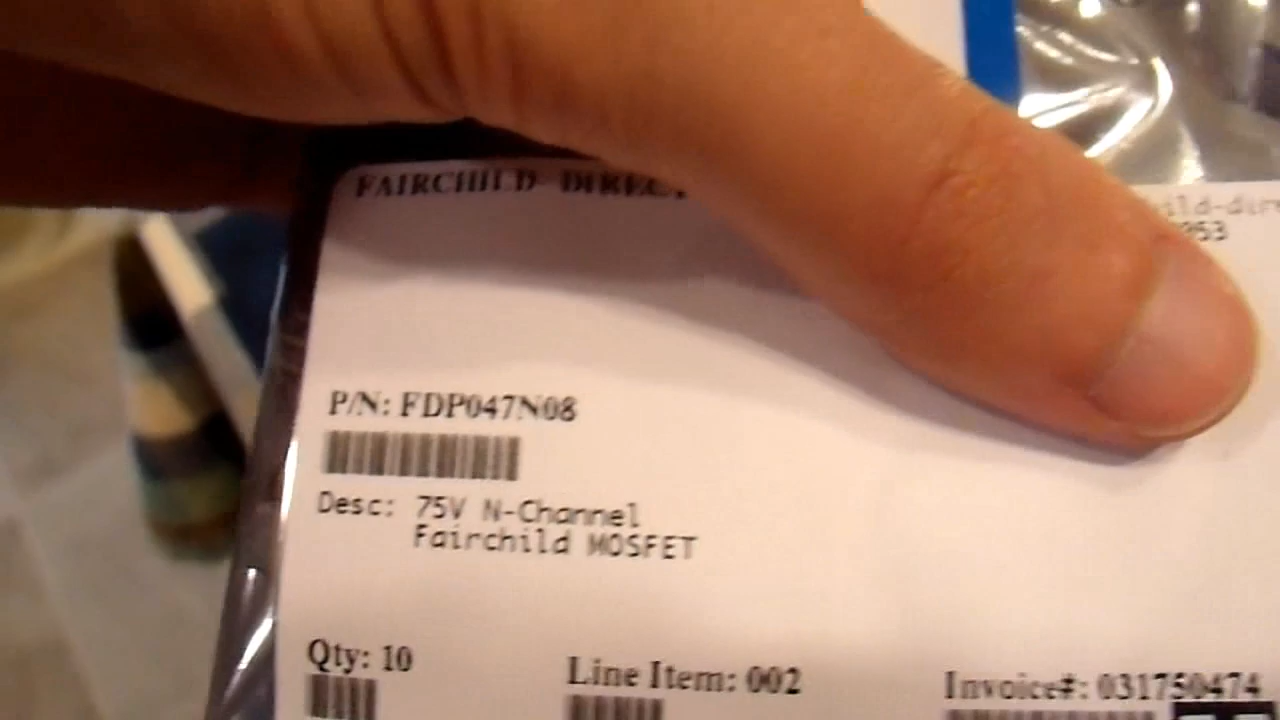 FAIRCHILD DIRECT
P/N: FDP047N08
Desc: 75V N-Channel
Fairchild MOSFET
Qty: 10
Line Item: 002
Invoice#: 031750474